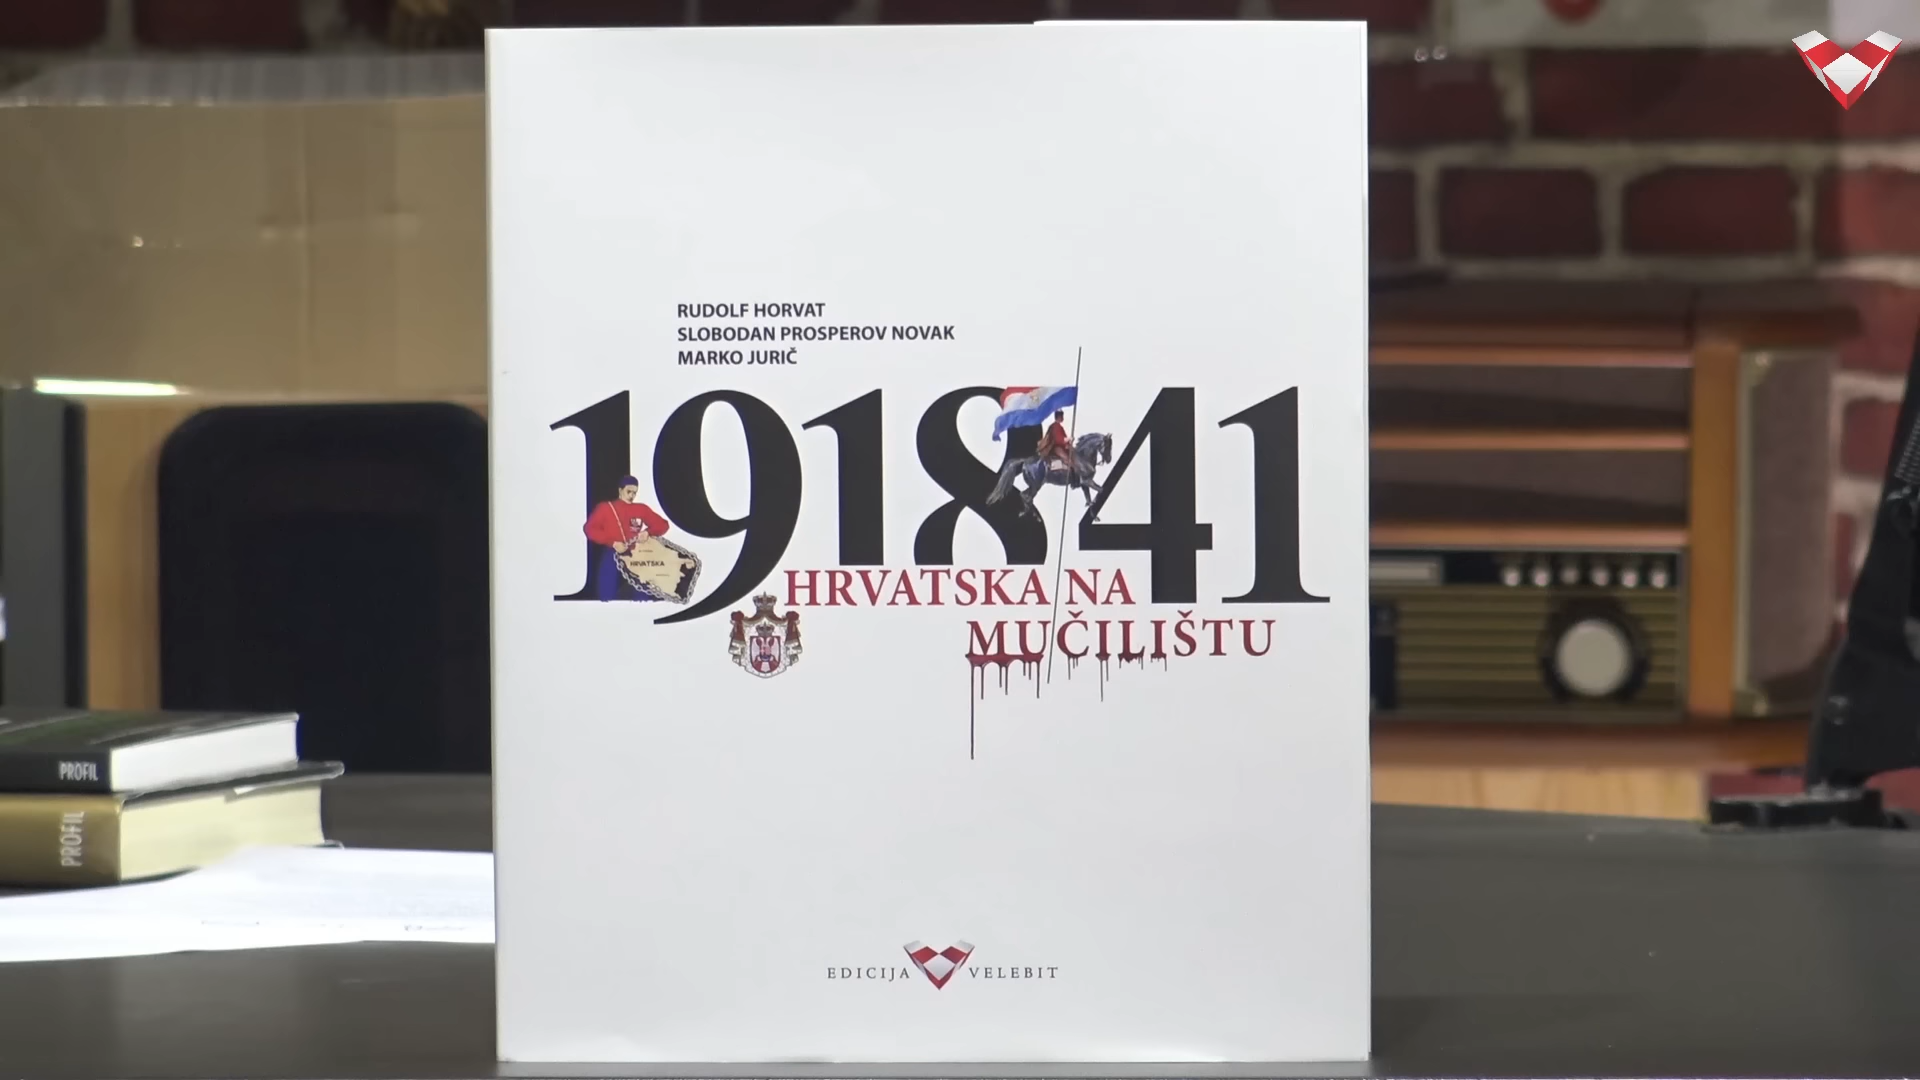 RUDOLF HORVAT
SLOBODAN PROSPEROV NOVAK
MARKO JURIČ
1918/41
HRVATSKA
HRVATSKA NA
MUČILIŠTU
EDICIJA VELEBIT
PROFIL
PROFIL